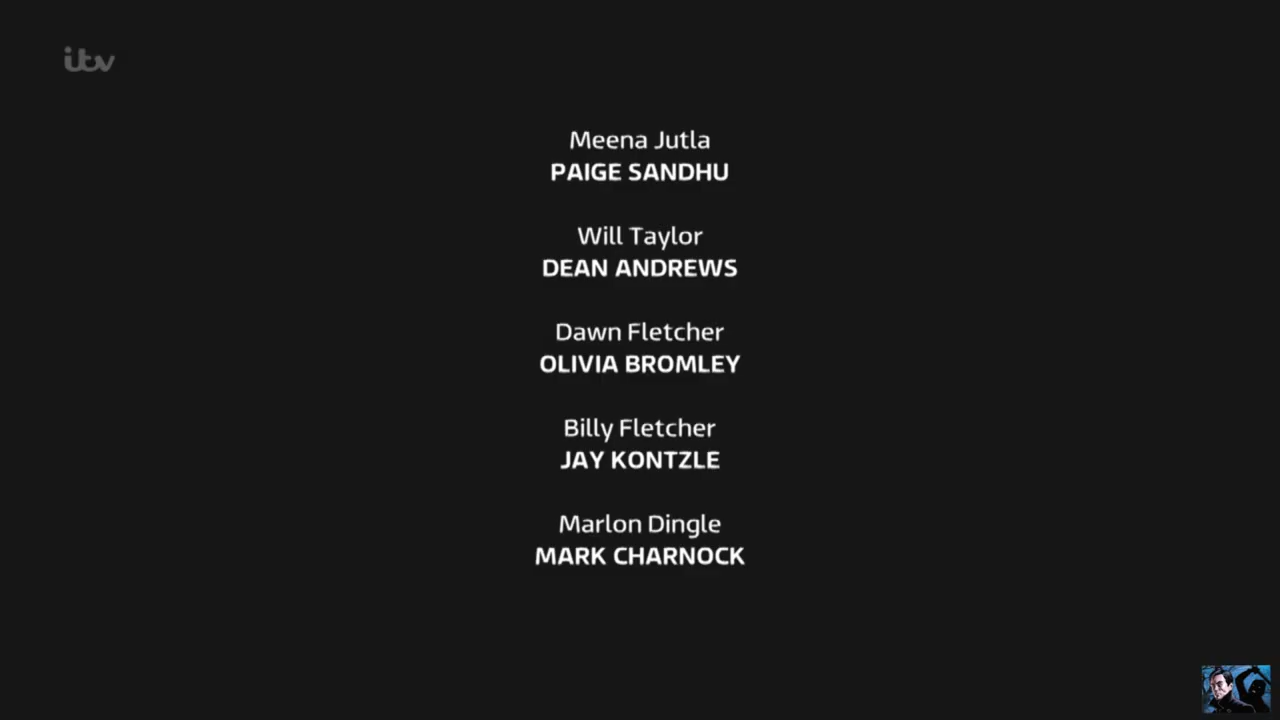 itv
Meena Jutla
PAIGE SANDHU
Will Taylor
DEAN ANDREWS
Dawn Fletcher
OLIVIA BROMLEY
Billy Fletcher
JAY KONTZLE
Marlon Dingle
MARK CHARNOCK